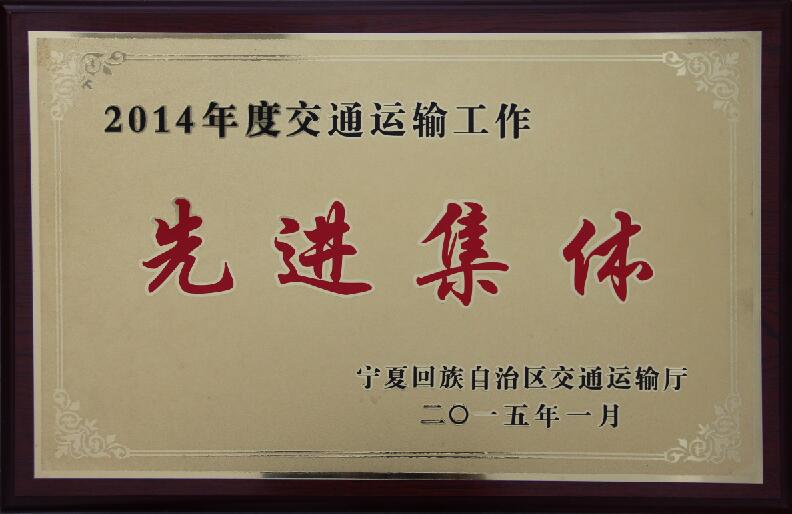 2014年度交通运输工作
先进集体
宁夏回族自治区交通运输厅
二〇一五年一月